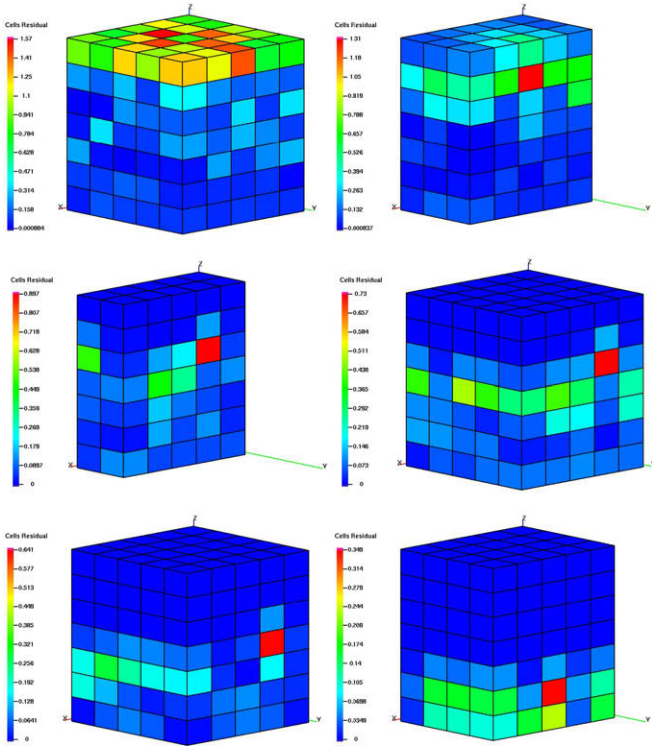 Cells Residual
1.57
1.41
1.25
1.1
0.941
0.784
0.628
0.471
0.314
0.158
0.000884
Z
X
Y
Cells Residual
1.31
1.18
1.05
0.919
0.788
0.657
0.526
0.394
0.263
0.132
0.000837
Z
X
Y
Cells Residual
0.897
0.807
0.718
0.628
0.538
0.449
0.359
0.269
0.179
0.0897
0
Z
X
Y
Cells Residual
0.73
0.657
0.584
0.511
0.438
0.365
0.292
0.219
0.146
0.073
0
Z
X
Y
Cells Residual
0.641
0.577
0.513
0.448
0.385
0.321
0.256
0.192
0.128
0.0641
0
Z
X
Y
Cells Residual
0.349
0.314
0.279
0.244
0.209
0.174
0.14
0.105
0.0698
0.0349
0
Z
X
Y